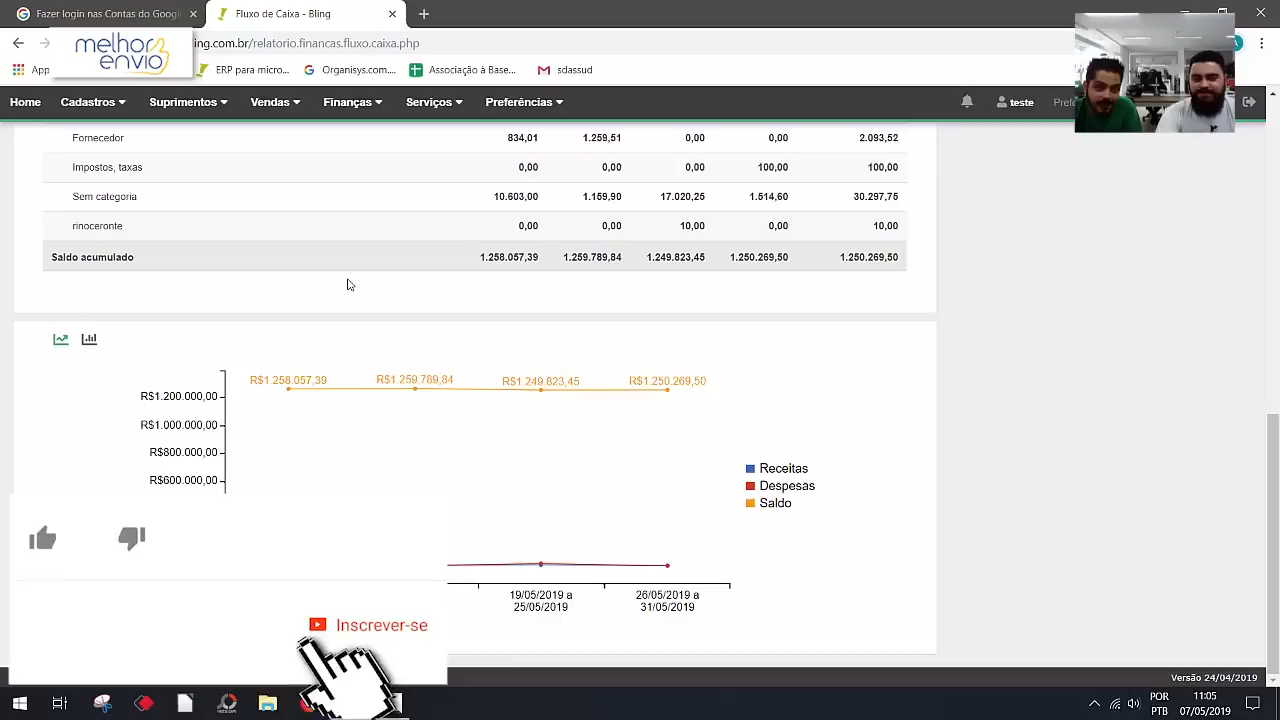 Fazer login nas Contas do Googl
Fluxo de Caixa - Bling
melhor
envio
ing.com.br/relatorio.financas.fluxo.caixa.php
App
ERP para micro...
Organisys.co...
a Base...
sdassud
Home Cadastros Suprimentos Vendas Finanças Serviços Preferências teste Prefe
Fornecedor 834,01 1.259,51 0,00 0,00 2.093,52
Impostos, taxas 0,00 0,00 0,00 100,00 100,00
Sem categoria 10.603,00 1.159,90 17.020,25 1.514,60 30.297,75
rinoceronte 0,00 0,00 10,00 0,00 10,00
Saldo acumulado 1.258.057,39 1.259.789,84 1.249.823,45 1.250.269,50 1.250.269,50
R$1.258.057,39 R$1.259.789,84 R$1.249.823,45 R$1.250.269,50
R$1.200.000,00
R$1.000.000,00
R$800.000,00
R$600.000,00
Receitas
Despesas
Saldo
19/05/2019 a
25/05/2019
26/05/2019 a
31/05/2019
Inscrever-se
Versão 24/04/2019
POR
PTB
11:05
07/05/2019